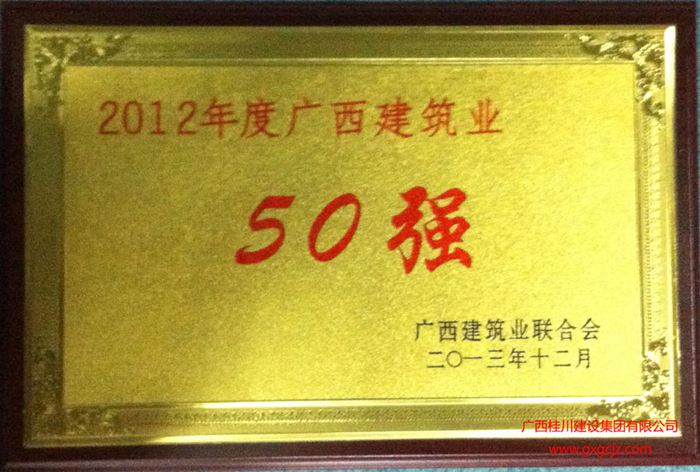 2012年度广西建筑业
50强
广西建筑业联合会
二〇一三年十二月
广西桂川建设集团有限公司
www.gxgcjz.com